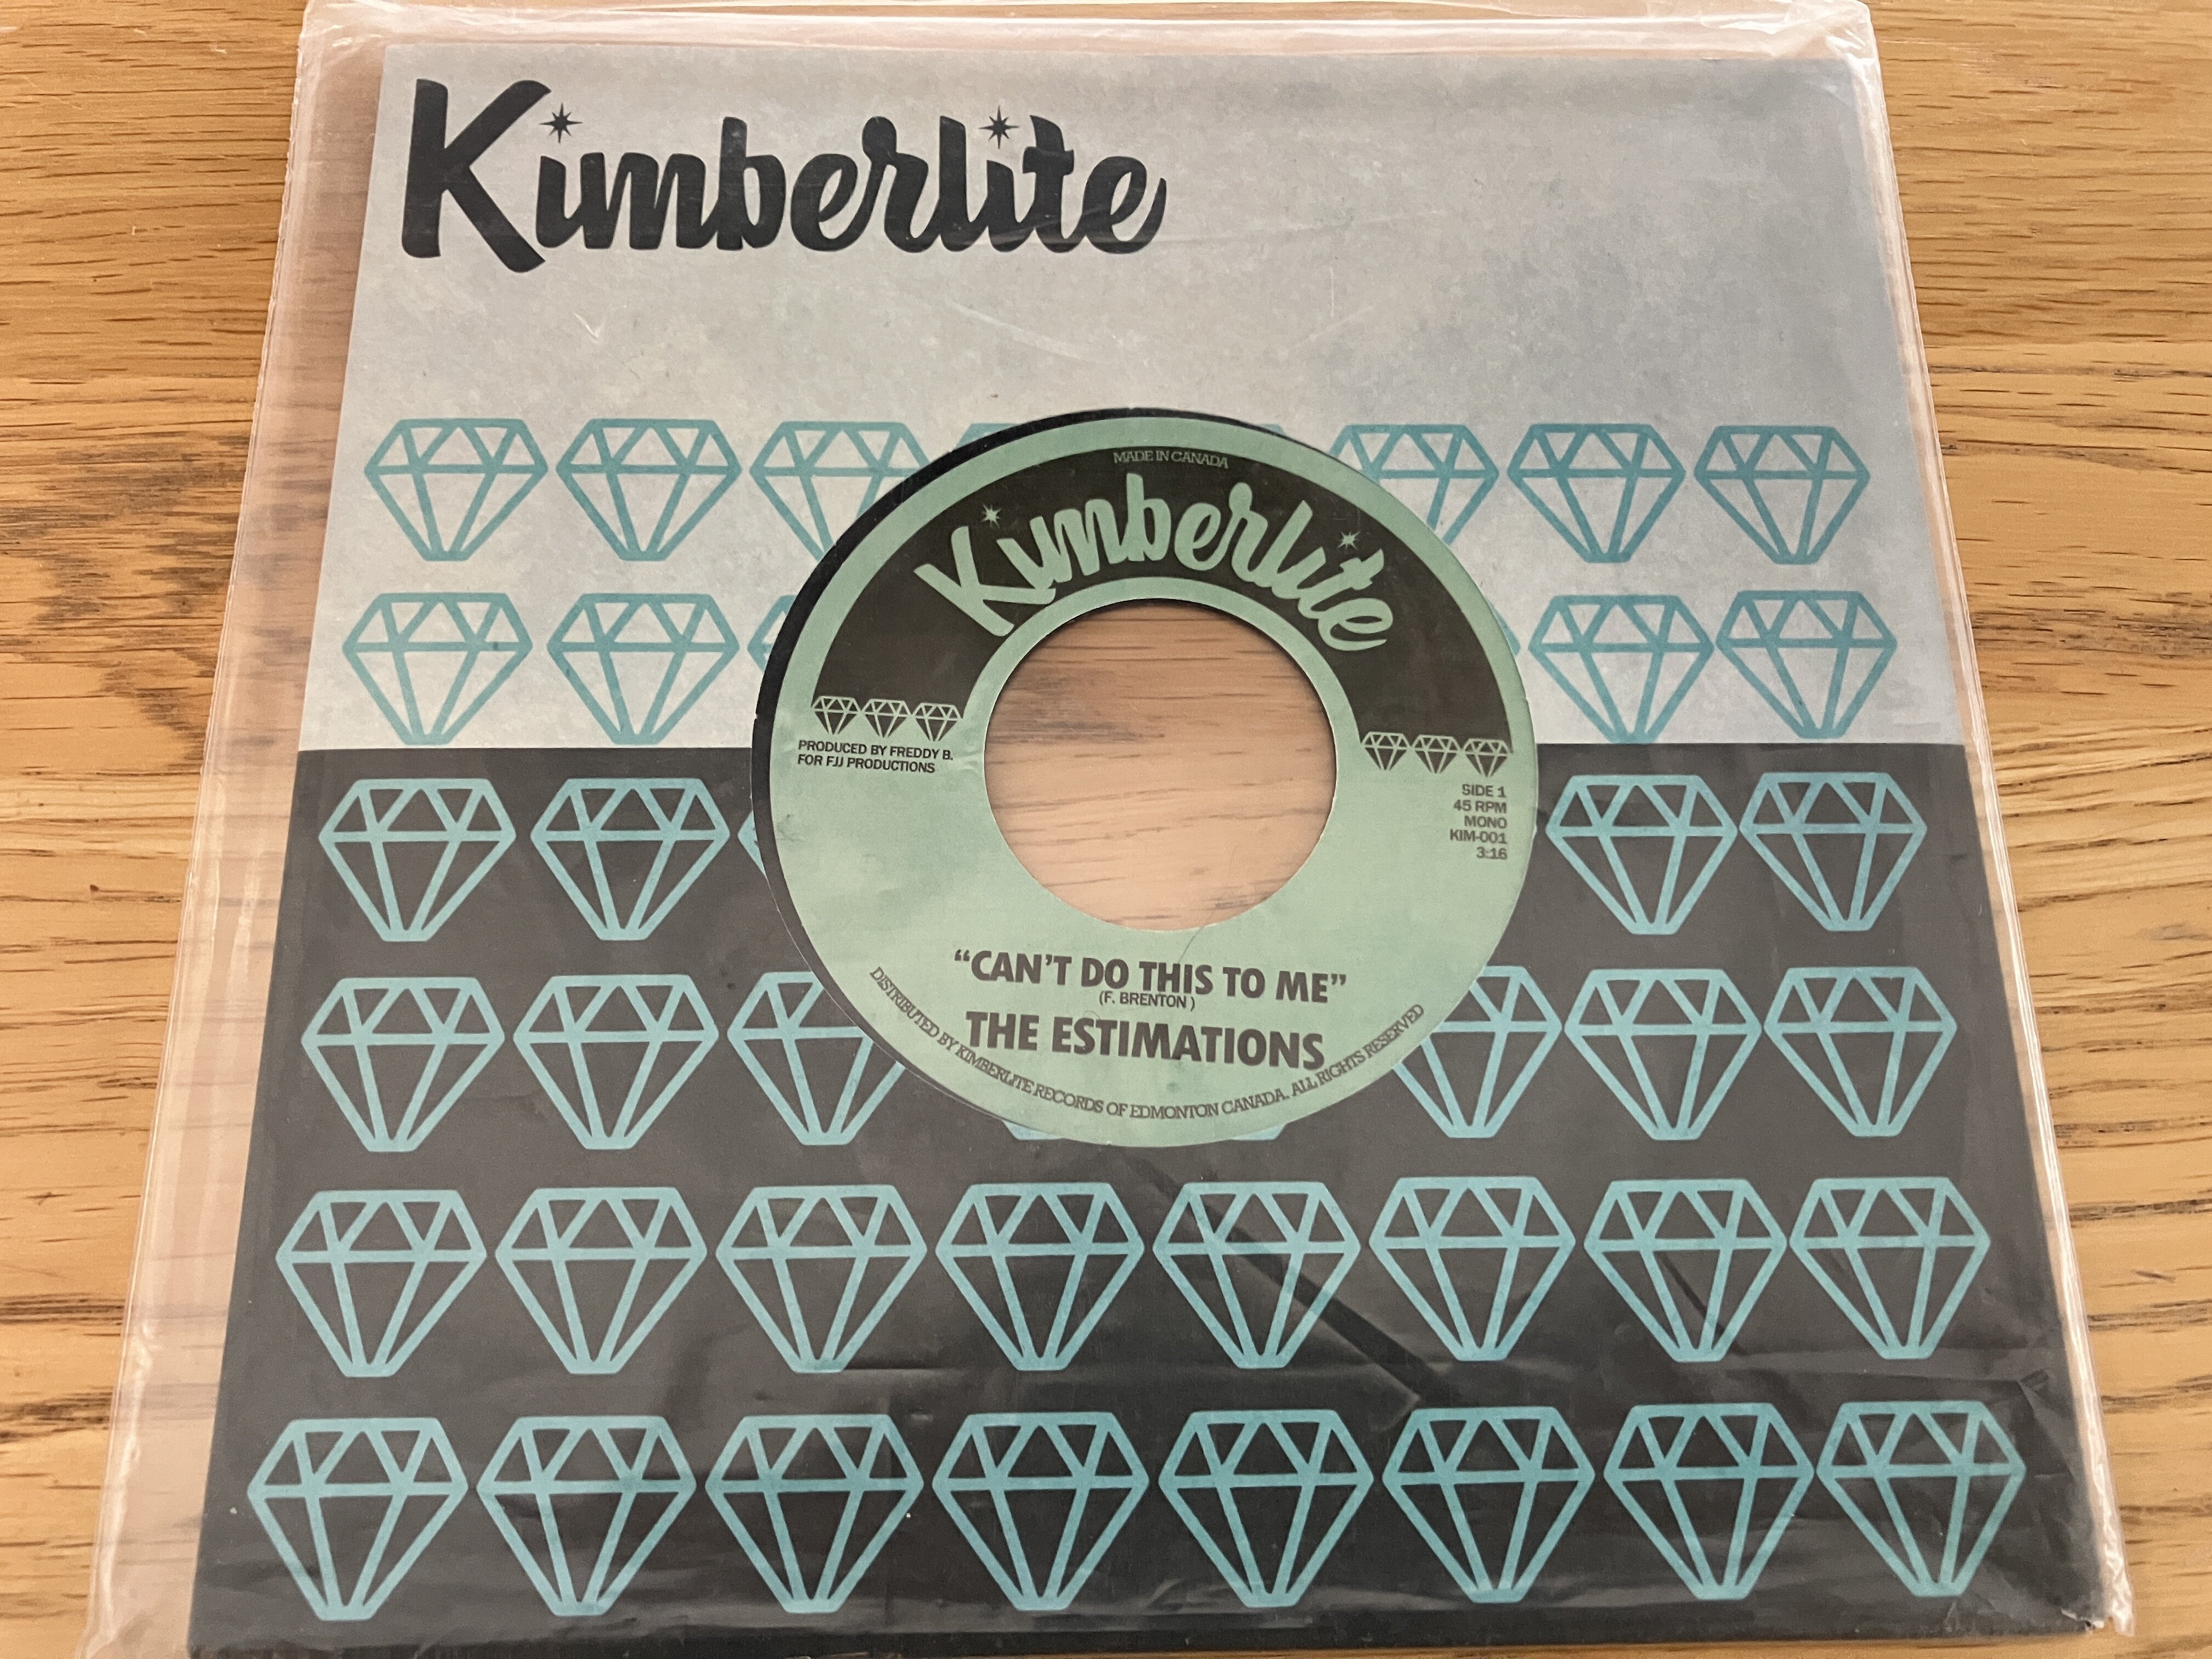 Kimberlite
MADE IN CANADA
Kimberlite
PRODUCED BY FREDDY B.
FOR FJJ PRODUCTIONS
SIDE 1
45 RPM
MONO
KIM-001
3:16
“CAN’T DO THIS TO ME”
(F. BRENTON )
THE ESTIMATIONS
DISTRIBUTED BY KIMBERLITE RECORDS OF EDMONTON CANADA. ALL RIGHTS RESERVED